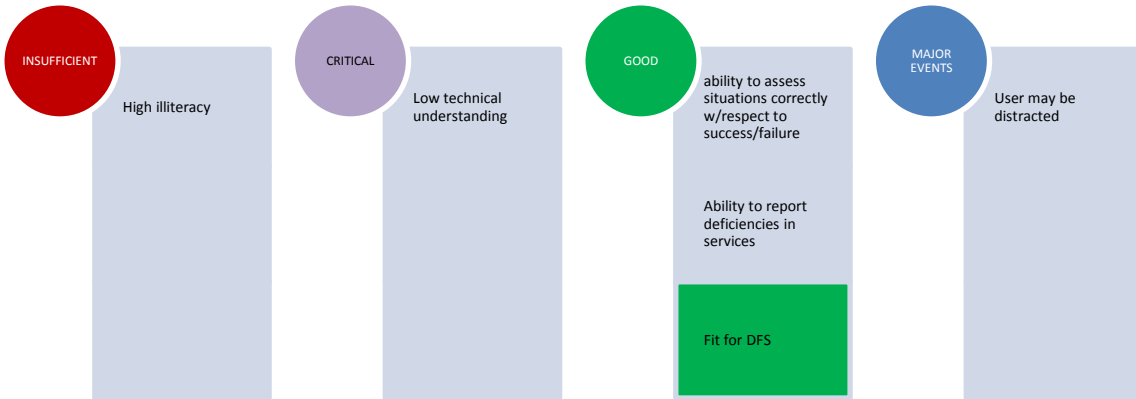 INSUFFICIENT
High illiteracy
CRITICAL
Low technical
understanding
GOOD
ability to assess
situations correctly
w/respect to
success/failure
Ability to report
deficiencies in
services
Fit for DFS
MAJOR
EVENTS
User may be
distracted